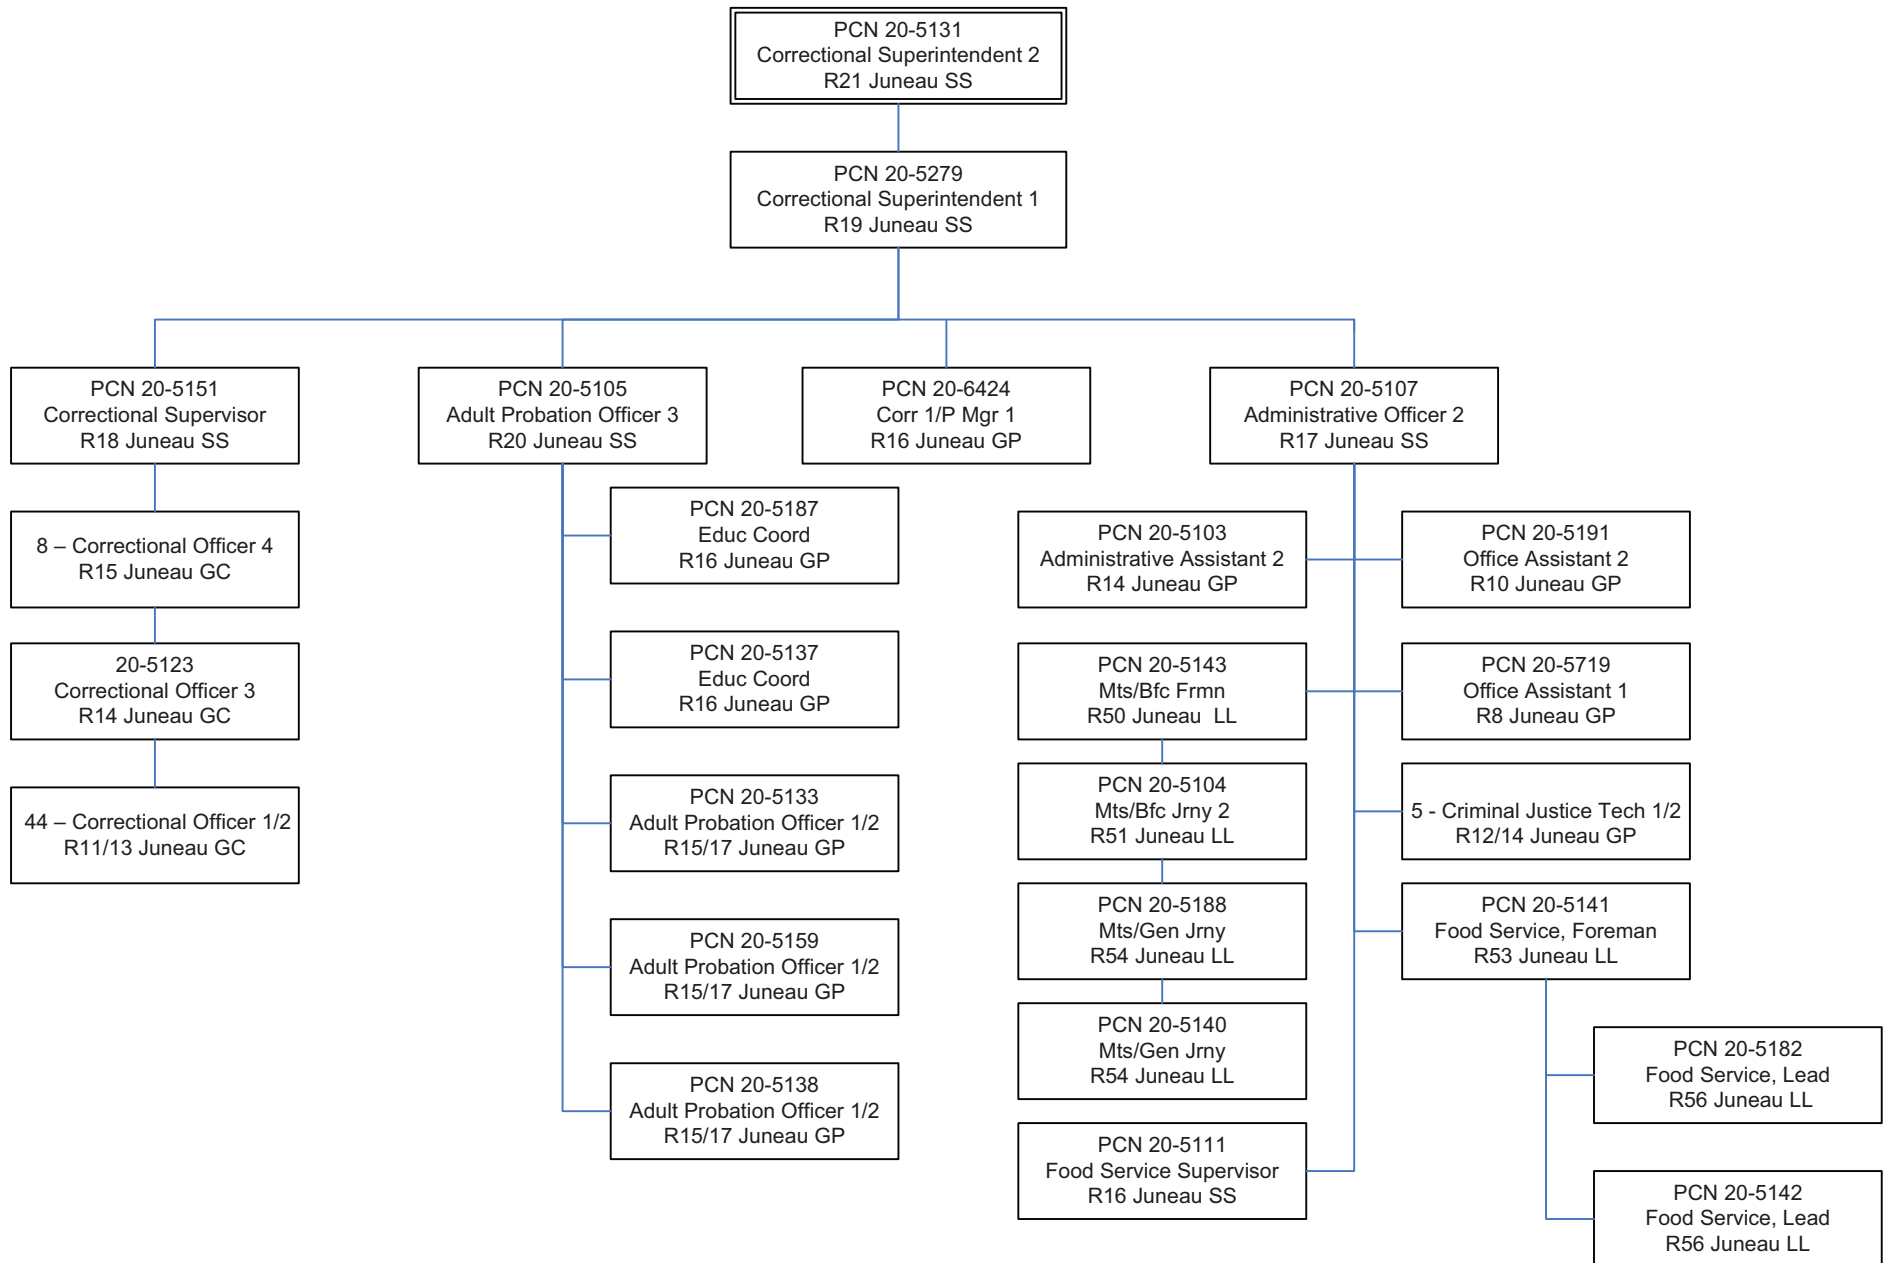 PCN 20-5131
Correctional Superintendent 2
R21 Juneau SS
PCN 20-5279
Correctional Superintendent 1
R19 Juneau SS
PCN 20-5151
Correctional Supervisor
R18 Juneau SS
PCN 20-5105
Adult Probation Officer 3
R20 Juneau SS
PCN 20-6424
Corr 1/P Mgr 1
R16 Juneau GP
PCN 20-5107
Administrative Officer 2
R17 Juneau SS
8 – Correctional Officer 4
R15 Juneau GC
20-5123
Correctional Officer 3
R14 Juneau GC
44 – Correctional Officer 1/2
R11/13 Juneau GC
PCN 20-5187
Educ Coord
R16 Juneau GP
PCN 20-5137
Educ Coord
R16 Juneau GP
PCN 20-5133
Adult Probation Officer 1/2
R15/17 Juneau GP
PCN 20-5159
Adult Probation Officer 1/2
R15/17 Juneau GP
PCN 20-5138
Adult Probation Officer 1/2
R15/17 Juneau GP
PCN 20-5103
Administrative Assistant 2
R14 Juneau GP
PCN 20-5143
Mts/Bfc Frmn
R50 Juneau  LL
PCN 20-5104
Mts/Bfc Jrny 2
R51 Juneau LL
PCN 20-5188
Mts/Gen Jrny
R54 Juneau LL
PCN 20-5140
Mts/Gen Jrny
R54 Juneau LL
PCN 20-5111
Food Service Supervisor
R16 Juneau SS
PCN 20-5191
Office Assistant 2
R10 Juneau GP
PCN 20-5719
Office Assistant 1
R8 Juneau GP
5 - Criminal Justice Tech 1/2
R12/14 Juneau GP
PCN 20-5141
Food Service, Foreman
R53 Juneau LL
PCN 20-5182
Food Service, Lead
R56 Juneau LL
PCN 20-5142
Food Service, Lead
R56 Juneau LL